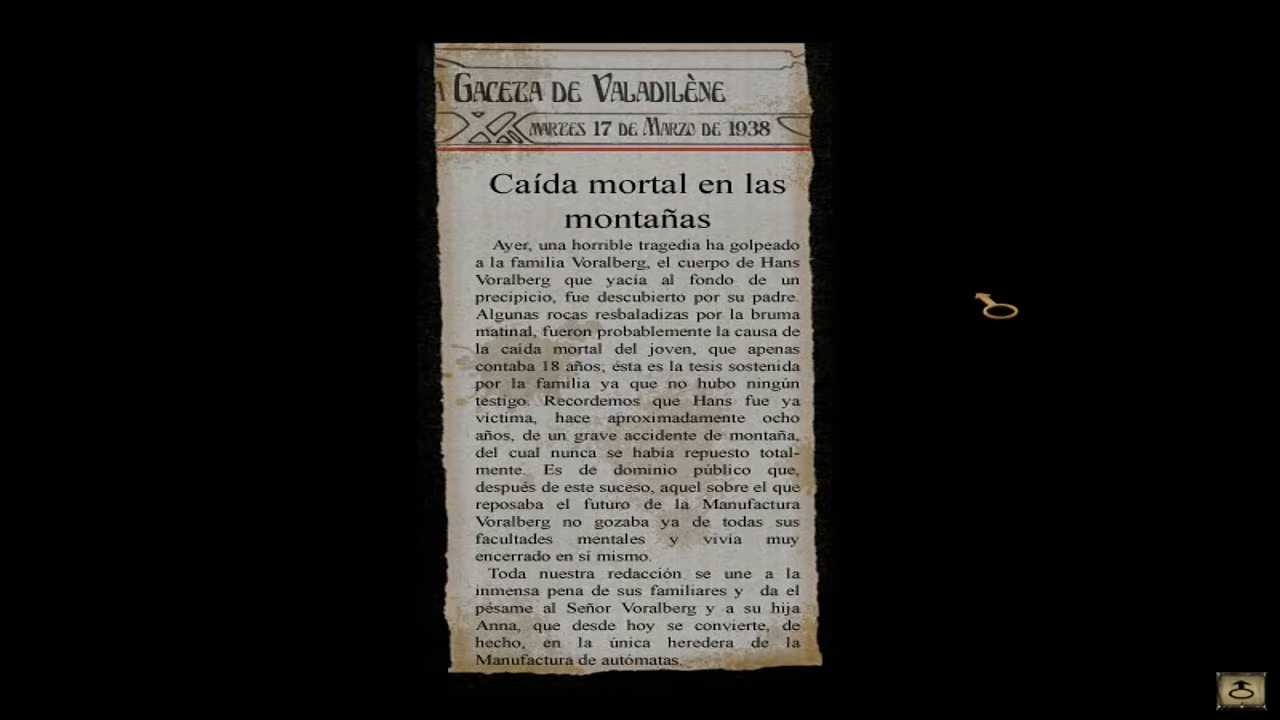 Gaceta de Valadilène
Martes 17 de Marzo de 1938
Caída mortal en las
montañas
Ayer, una horrible tragedia ha golpeado
a la familia Voralberg, el cuerpo de Hans
Voralberg que yacía al fondo de un
precipicio, fue descubierto por su padre.
Algunas rocas resbaladizas por la bruma
matinal, fueron probablemente la causa de
la caída mortal del joven, que apenas
contaba 18 años; ésta es la tesis sostenida
por la familia ya que no hubo ningún
testigo. Recordemos que Hans fue ya
víctima, hace aproximadamente ocho
años, de un grave accidente de montaña,
del cual nunca se había repuesto total-
mente. Es de dominio público que,
después de este suceso, aquel sobre el que
reposaba el futuro de la Manufactura
Voralberg no gozaba ya de todas sus
facultades mentales y vivía muy
encerrado en sí mismo.
Toda nuestra redacción se une a la
inmensa pena de sus familiares y da el
pésame al Señor Voralberg y a su hija
Anna, que desde hoy se convierte, de
hecho, en la única heredera de la
Manufactura de autómatas.